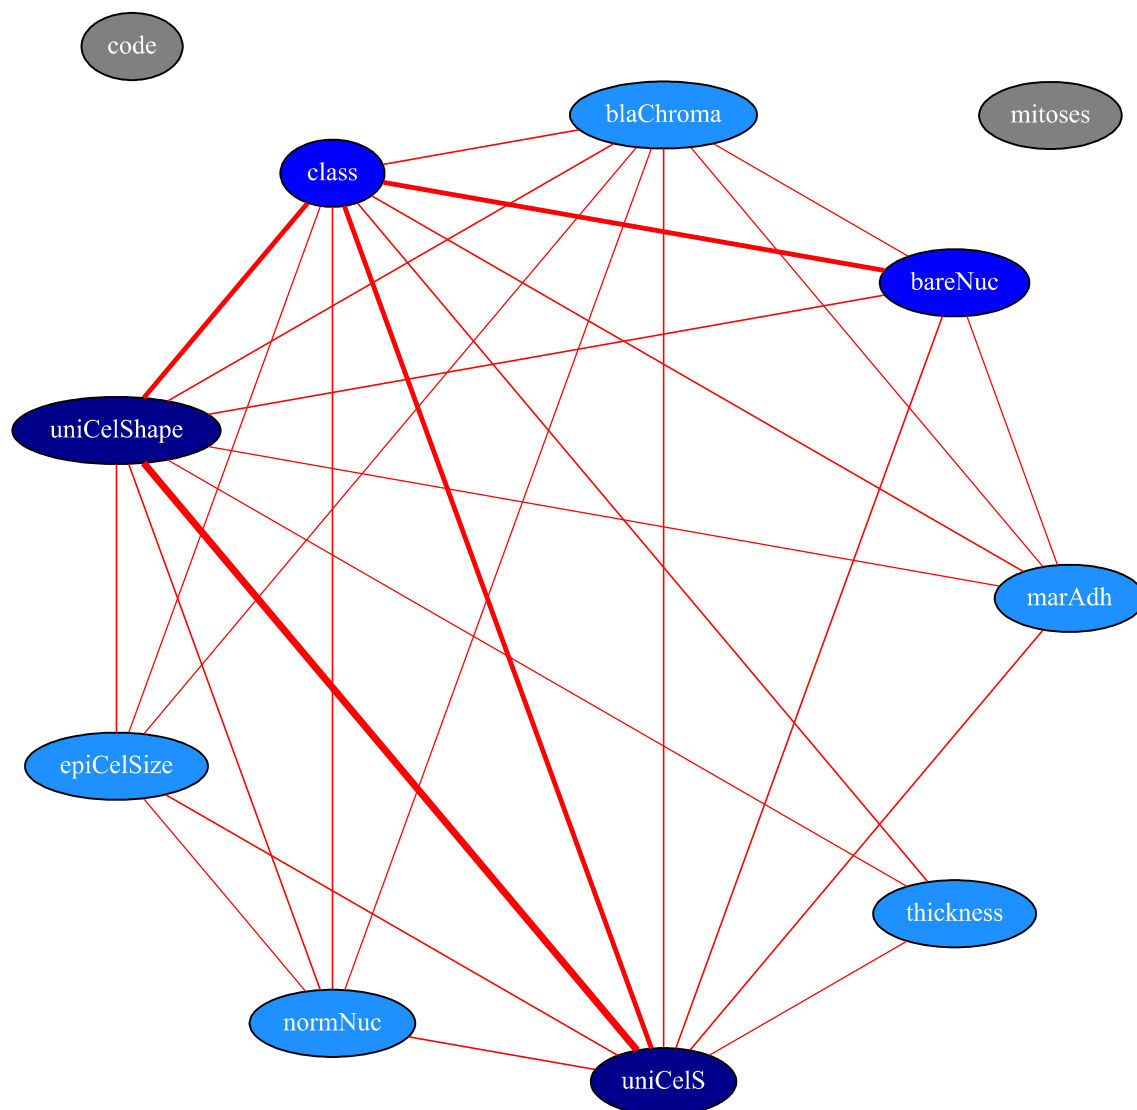 code
blaChroma
mitoses
class
bareNuc
uniCelShape
marAdh
epiCelSize
thickness
normNuc
uniCelS